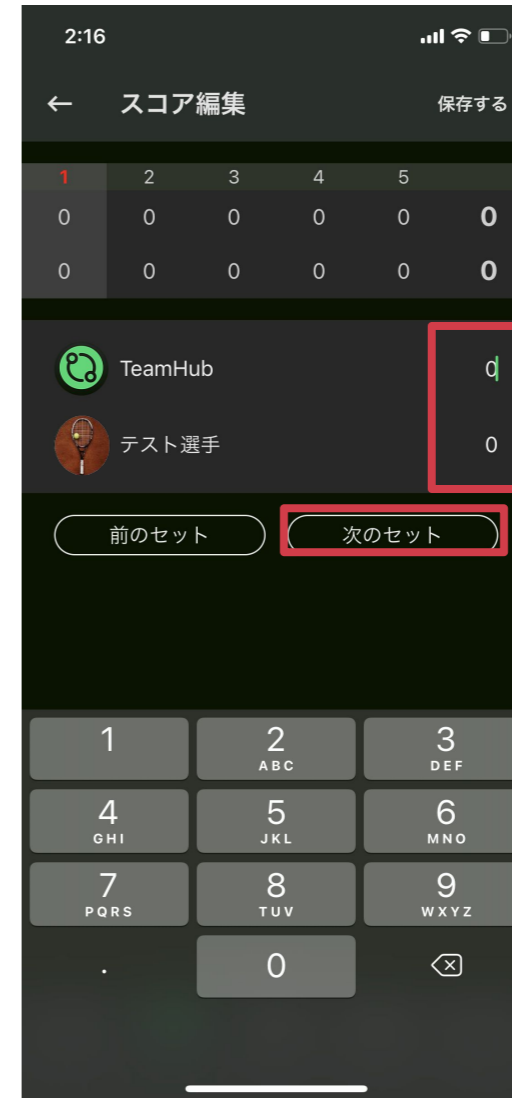 2:16
← スコア編集 保存する
1 2 3 4 5
0 0 0 0 0 0
0 0 0 0 0 0
TeamHub 0
テスト選手 0
前のセット 次のセット
1 2 3
ABC DEF
4 5 6
GHI JKL MNO
7 8 9
PQRS TUV WXYZ
. 0